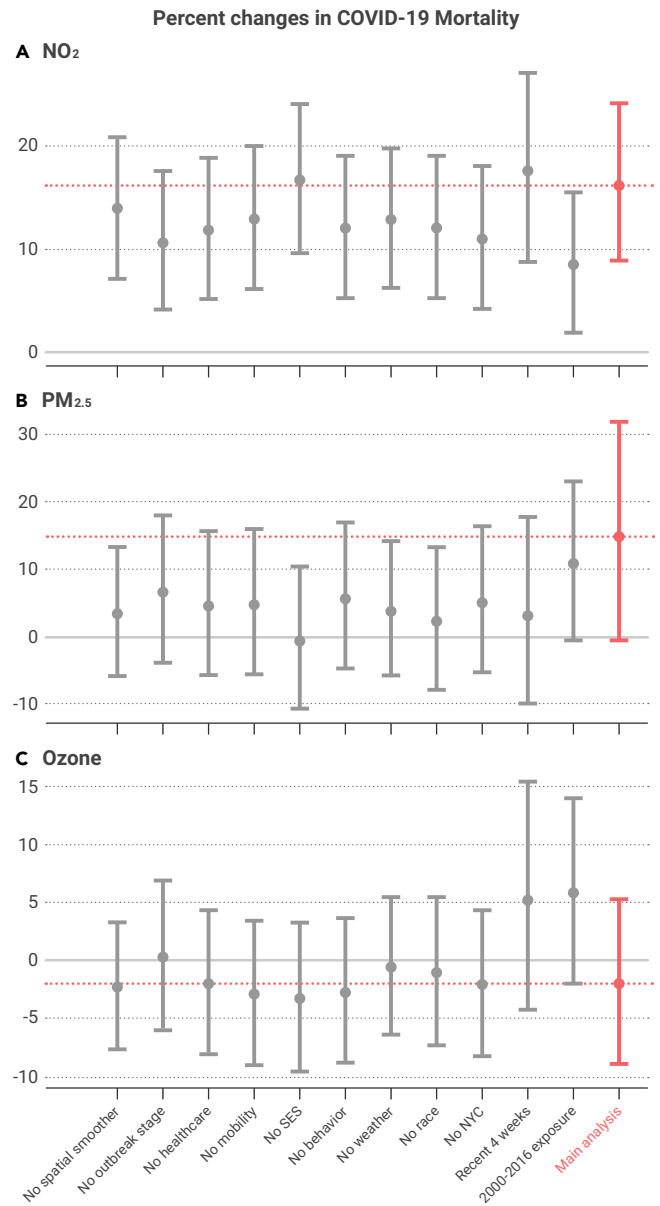 Percent changes in COVID-19 Mortality
A NO₂
20
10
0
B PM₂.₅
30
20
10
0
-10
C Ozone
15
10
5
0
-5
-10
No spatial smoother
No outbreak stage
No healthcare
No mobility
No SES
No behavior
No weather
No race
No NYC
Recent 4 weeks
2000-2016 exposure
Main analysis